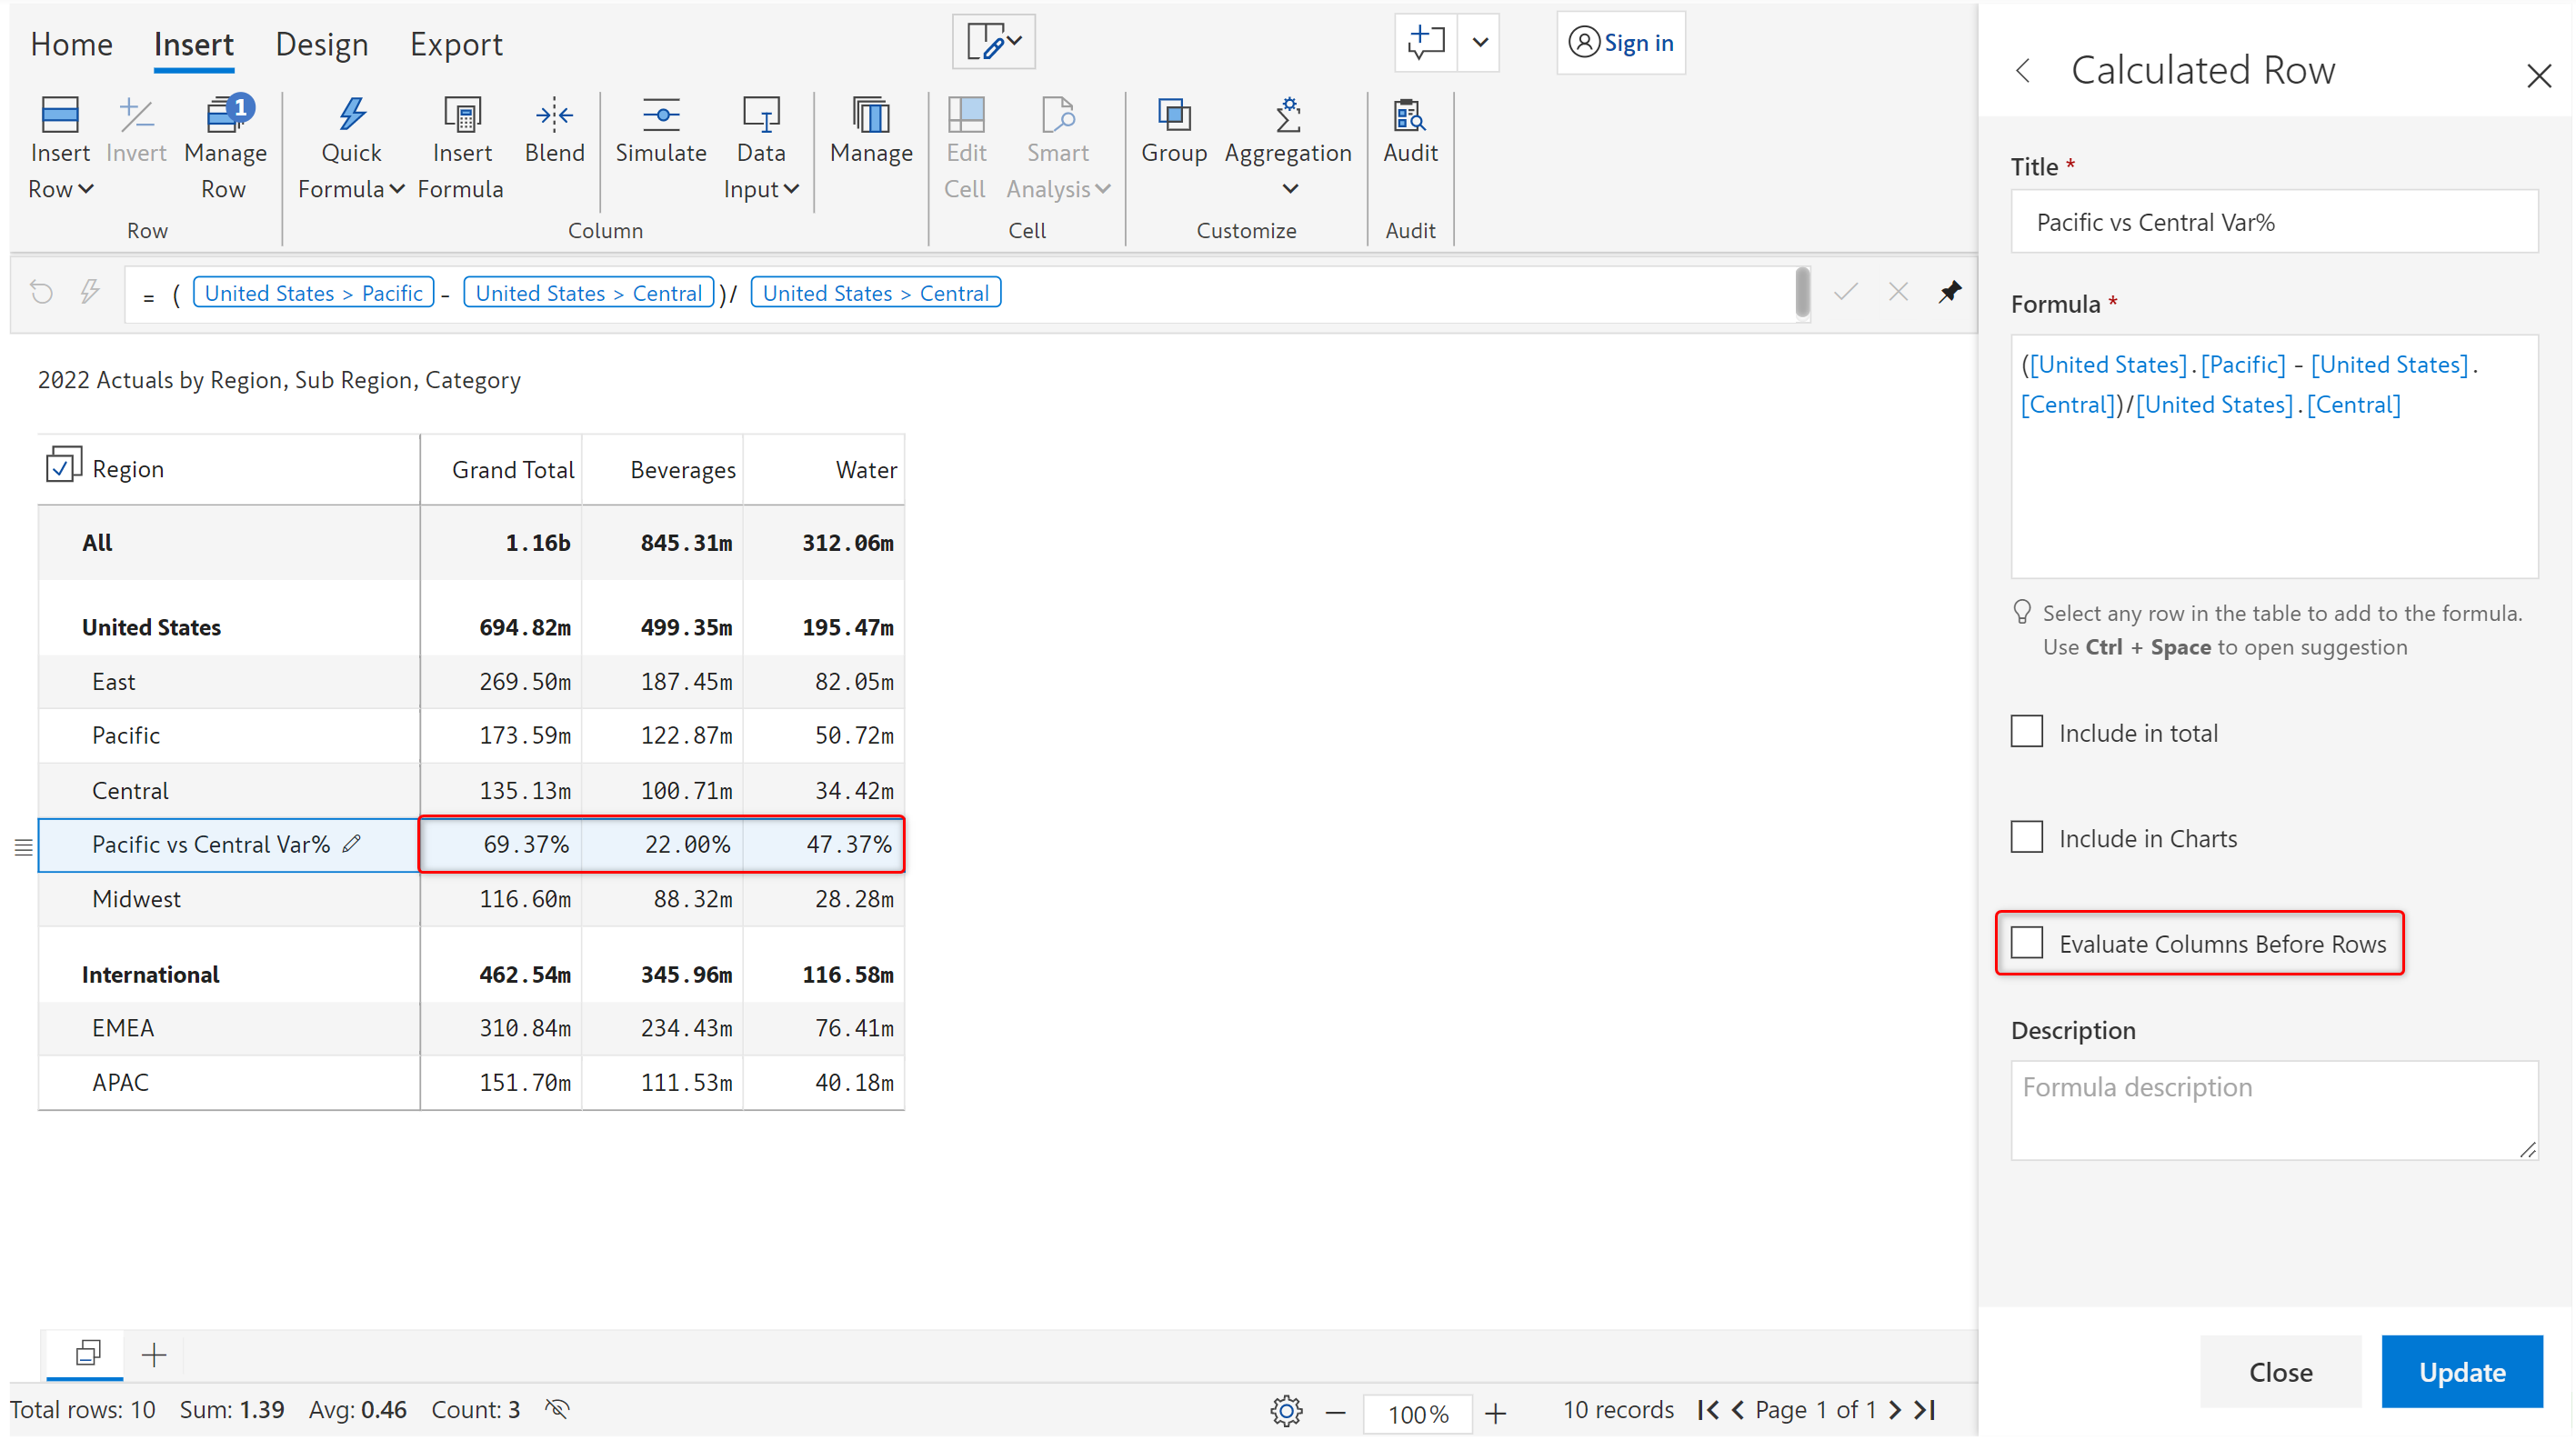 Home Insert Design Export Sign in
Insert Row Invert Manage Row 1
Quick Formula Insert Formula Blend Simulate Data Input Manage
Edit Cell Smart Analysis Group Aggregation Audit
Row Column Cell Customize Audit
= ( United States > Pacific - United States > Central )/ United States > Central
2022 Actuals by Region, Sub Region, Category
Region Grand Total Beverages Water
All 1.16b 845.31m 312.06m
United States 694.82m 499.35m 195.47m
East 269.50m 187.45m 82.05m
Pacific 173.59m 122.87m 50.72m
Central 135.13m 100.71m 34.42m
Pacific vs Central Var% 69.37% 22.00% 47.37%
Midwest 116.60m 88.32m 28.28m
International 462.54m 345.96m 116.58m
EMEA 310.84m 234.43m 76.41m
APAC 151.70m 111.53m 40.18m
Total rows: 10 Sum: 1.39 Avg: 0.46 Count: 3 100% 10 records Page 1 of 1
Calculated Row
Title *
Pacific vs Central Var%
Formula *
([United States].[Pacific] - [United States].
[Central])/[United States].[Central]
Select any row in the table to add to the formula.
Use Ctrl + Space to open suggestion
Include in total
Include in Charts
Evaluate Columns Before Rows
Description
Formula description
Close Update